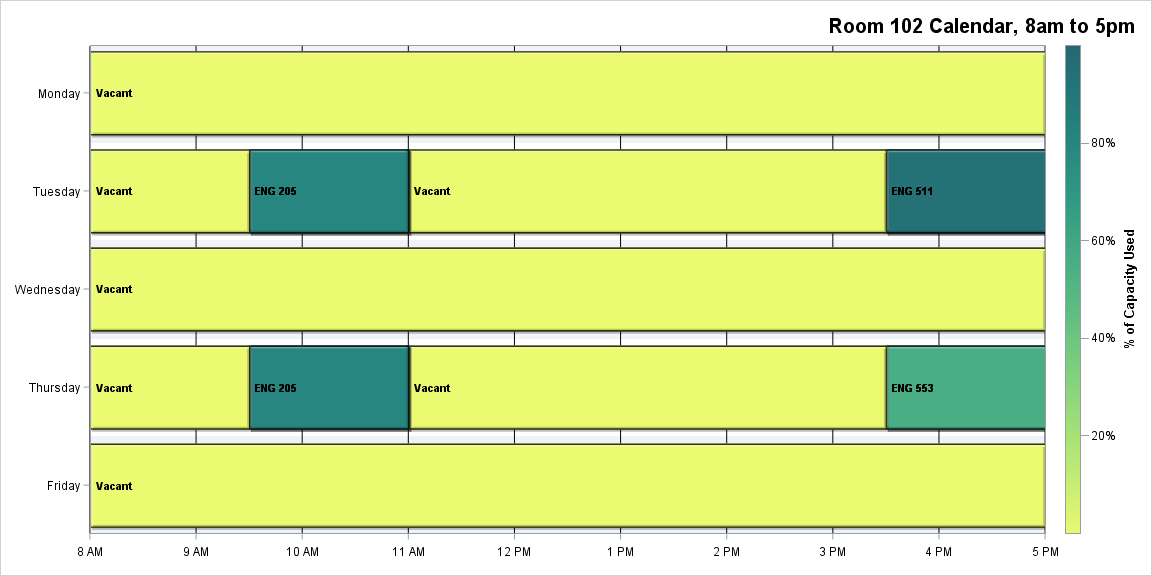 Room 102 Calendar, 8am to 5pm
Monday
Vacant
Tuesday
Vacant
ENG 205
Vacant
ENG 511
Wednesday
Vacant
Thursday
Vacant
ENG 205
Vacant
ENG 553
Friday
Vacant
8 AM
9 AM
10 AM
11 AM
12 PM
1 PM
2 PM
3 PM
4 PM
5 PM
80%
60%
40%
20%
% of Capacity Used